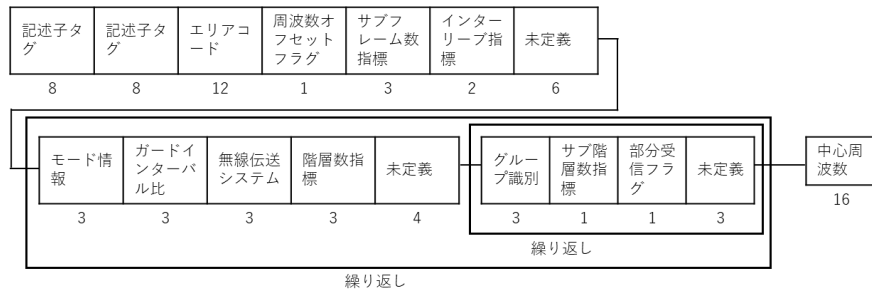 記述子タ
グ
記述子タ
グ
エリアコ
ード
周波数オ
フセット
フラグ
サブフ
レーム数
指標
インター
リーブ指
標
未定義
8
8
12
1
3
2
6
モード情
報
ガードイ
ンターバ
ル比
無線伝送
システム
階層数指
標
未定義
グルー
プ識別
サブ階
層数指
標
部分受
信フラ
グ
未定義
中心周
波数
3
3
3
3
4
3
1
1
3
16
繰り返し
繰り返し